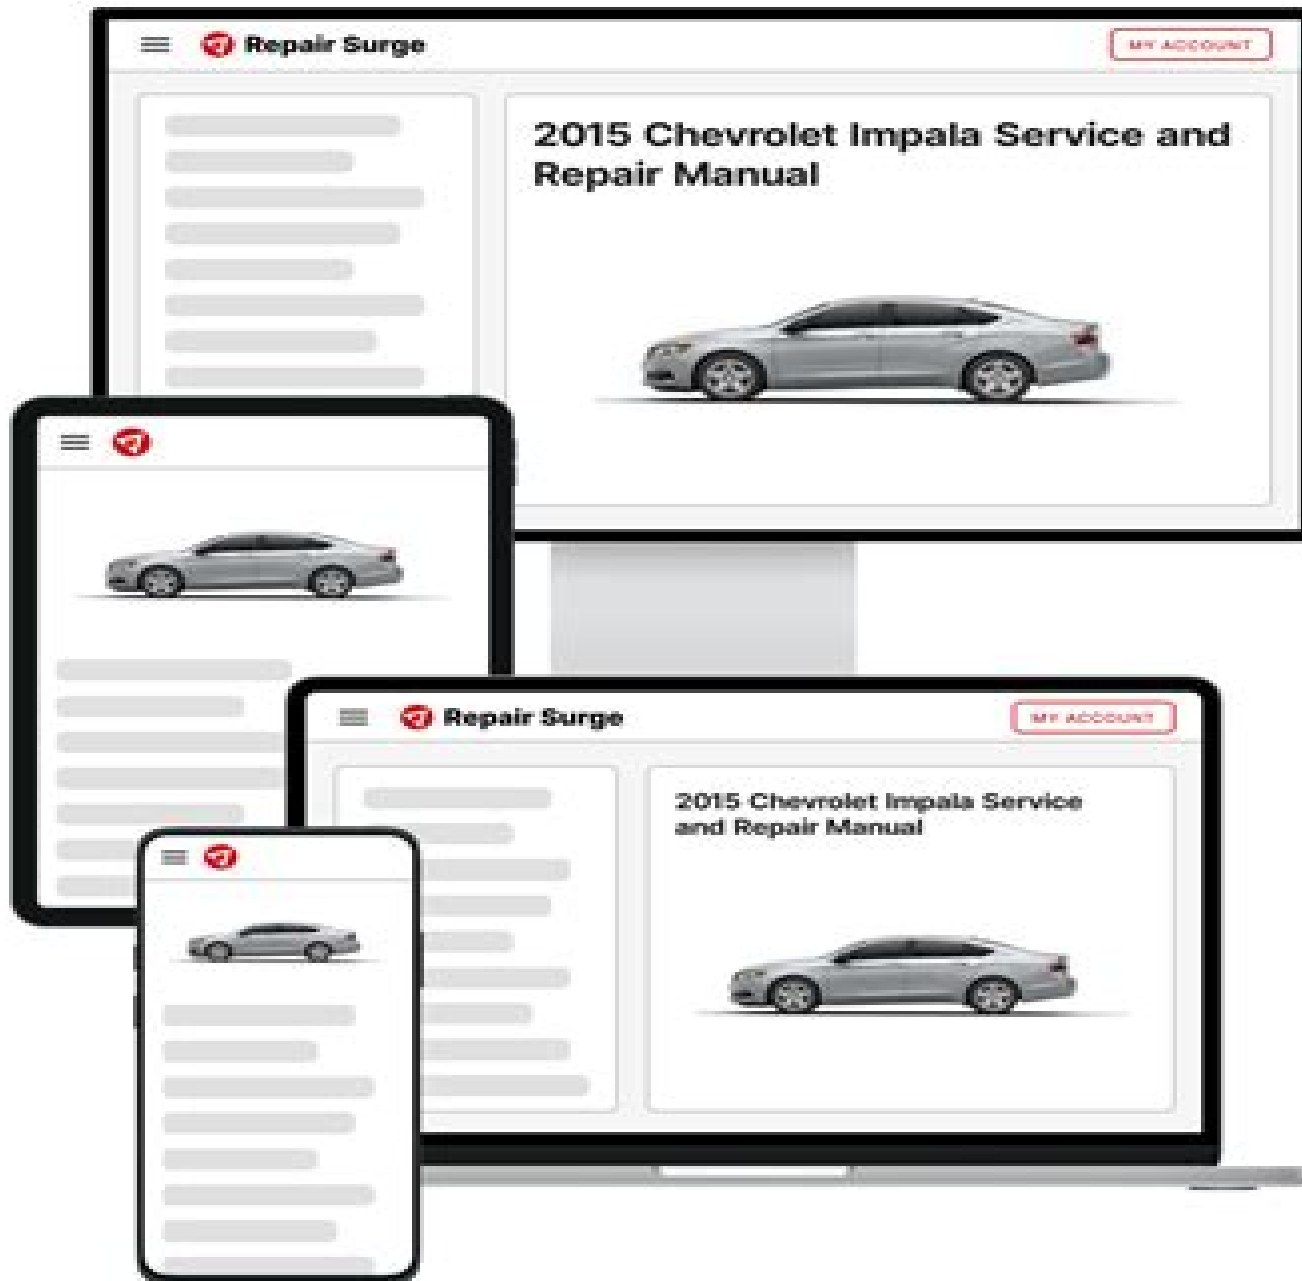 Repair Surge
MY ACCOUNT
2015 Chevrolet Impala Service and
Repair Manual
Repair Surge
MY ACCOUNT
2015 Chevrolet Impala Service
and Repair Manual